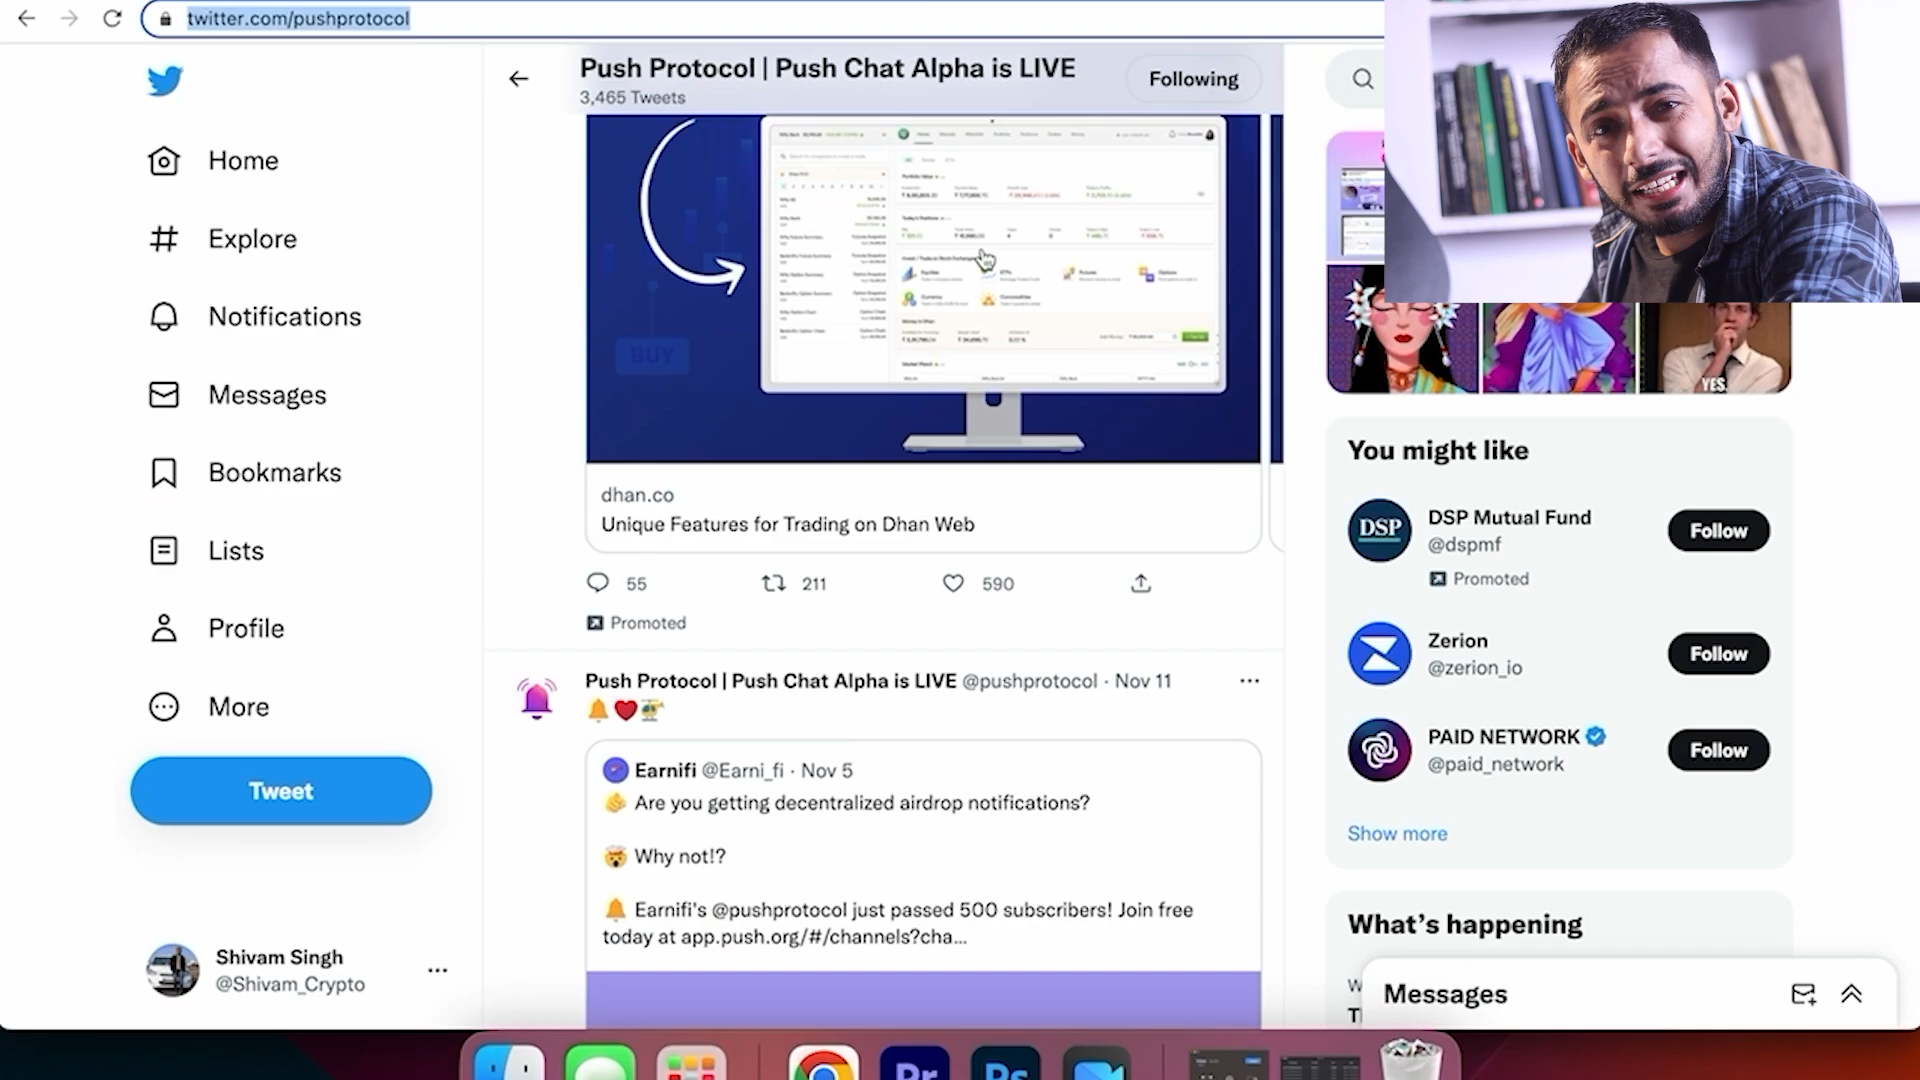 twitter.com/pushprotocol
Push Protocol | Push Chat Alpha is LIVE
3,465 Tweets
Following
Home
Explore
Notifications
Messages
Bookmarks
Lists
Profile
More
Tweet
Shivam Singh
@Shivam_Crypto
BUY
dhan.co
Unique Features for Trading on Dhan Web
55
211
590
Promoted
Push Protocol | Push Chat Alpha is LIVE @pushprotocol · Nov 11
Earnifi @Earni_fi · Nov 5
Are you getting decentralized airdrop notifications?
Why not!?
Earnifi's @pushprotocol just passed 500 subscribers! Join free
today at app.push.org/#/channels?cha...
YES.
You might like
DSP
DSP Mutual Fund
@dspmf
Promoted
Follow
Zerion
@zerion_io
Follow
PAID NETWORK
@paid_network
Follow
Show more
What's happening
Messages
Pr
Ps